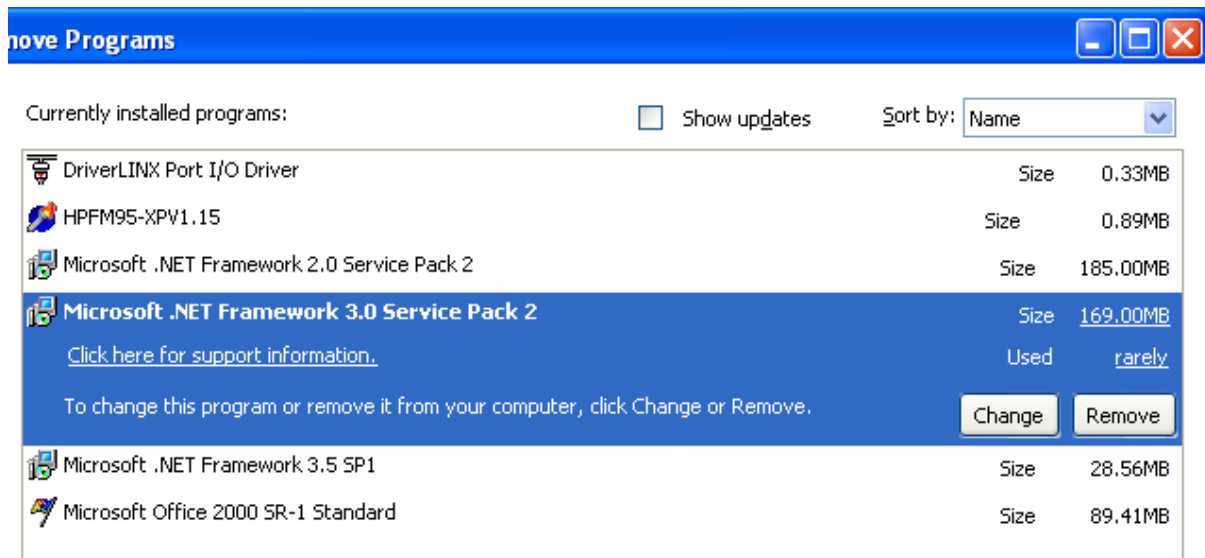 move Programs
Currently installed programs: Show updates Sort by: Name
DriverLINX Port I/O Driver Size 0.33MB
HPFM95-XPV1.15 Size 0.89MB
Microsoft .NET Framework 2.0 Service Pack 2 Size 185.00MB
Microsoft .NET Framework 3.0 Service Pack 2 Size 169.00MB
Click here for support information. Used rarely
To change this program or remove it from your computer, click Change or Remove. Change Remove
Microsoft .NET Framework 3.5 SP1 Size 28.56MB
Microsoft Office 2000 SR-1 Standard Size 89.41MB